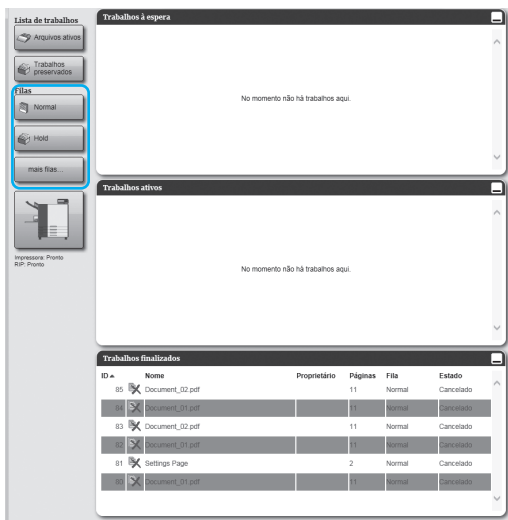 Lista de trabalhos
Arquivos ativos
Trabalhos
preservados
Filas
Normal
Hold
mais filas...
Impressora: Pronto
RIP: Pronto
Trabalhos à espera
No momento não há trabalhos aqui.
Trabalhos ativos
No momento não há trabalhos aqui.
Trabalhos finalizados
ID Nome Proprietário Páginas Fila Estado
85 Document_02.pdf 11 Normal Cancelado
84 Document_01.pdf 11 Normal Cancelado
83 Document_02.pdf 11 Normal Cancelado
82 Document_01.pdf 11 Normal Cancelado
81 Settings Page 2 Normal Cancelado
80 Document_01.pdf 11 Normal Cancelado